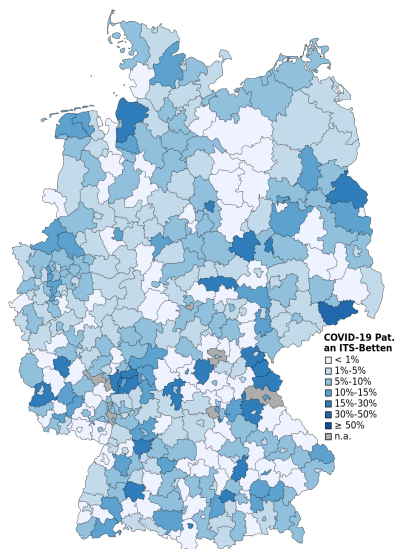 COVID-19 Pat.
an ITS-Betten
< 1%
1%-5%
5%-10%
10%-15%
15%-30%
30%-50%
≥ 50%
n.a.